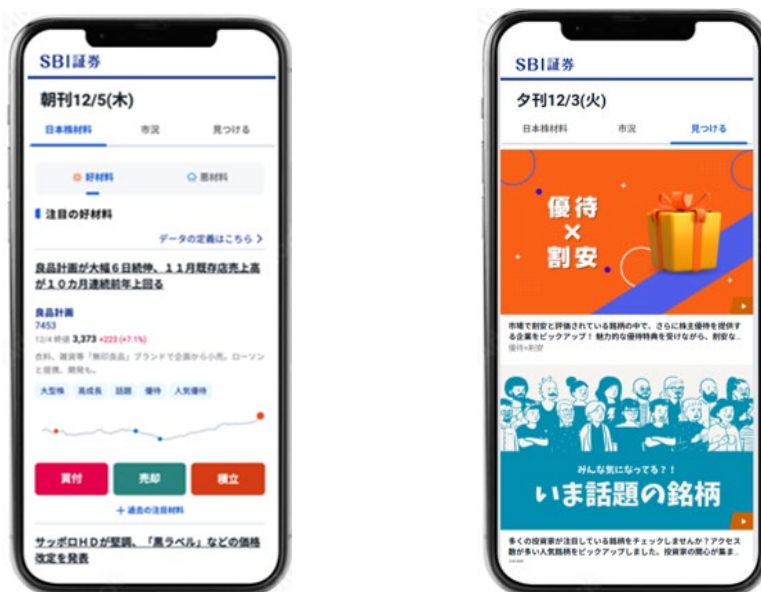 SBI証券
朝刊12/5(木)
日本株材料 市況 見つける
好材料 悪材料
注目の好材料
データの定義はこちら >
良品計画が大幅6日続伸、11月既存店売上高
が10カ月連続前年上回る
良品計画
7453
12/4 終値 3,373 +223 (+7.1%)
衣料、雑貨等「無印良品」ブランドで企画から小売。ローソン
と提携、開発も。
大型株 高成長 話題 優待 人気優待
買付 売却 積立
+ 過去の注目材料
サッポロHDが堅調、「黒ラベル」などの価格
改定を発表
SBI証券
夕刊12/3(火)
日本株材料 市況 見つける
優待
×
割安
市場で割安と評価されている銘柄の中で、さらに株主優待を提供す
る企業をピックアップ! 魅力的な優待特典を受けながら、割安な...
優待×割安
みんな気になってる?!
いま話題の銘柄
多くの投資家が注目している銘柄をチェックしませんか?アクセス
数が多い人気銘柄をピックアップしました。投資家の関心が集ま...